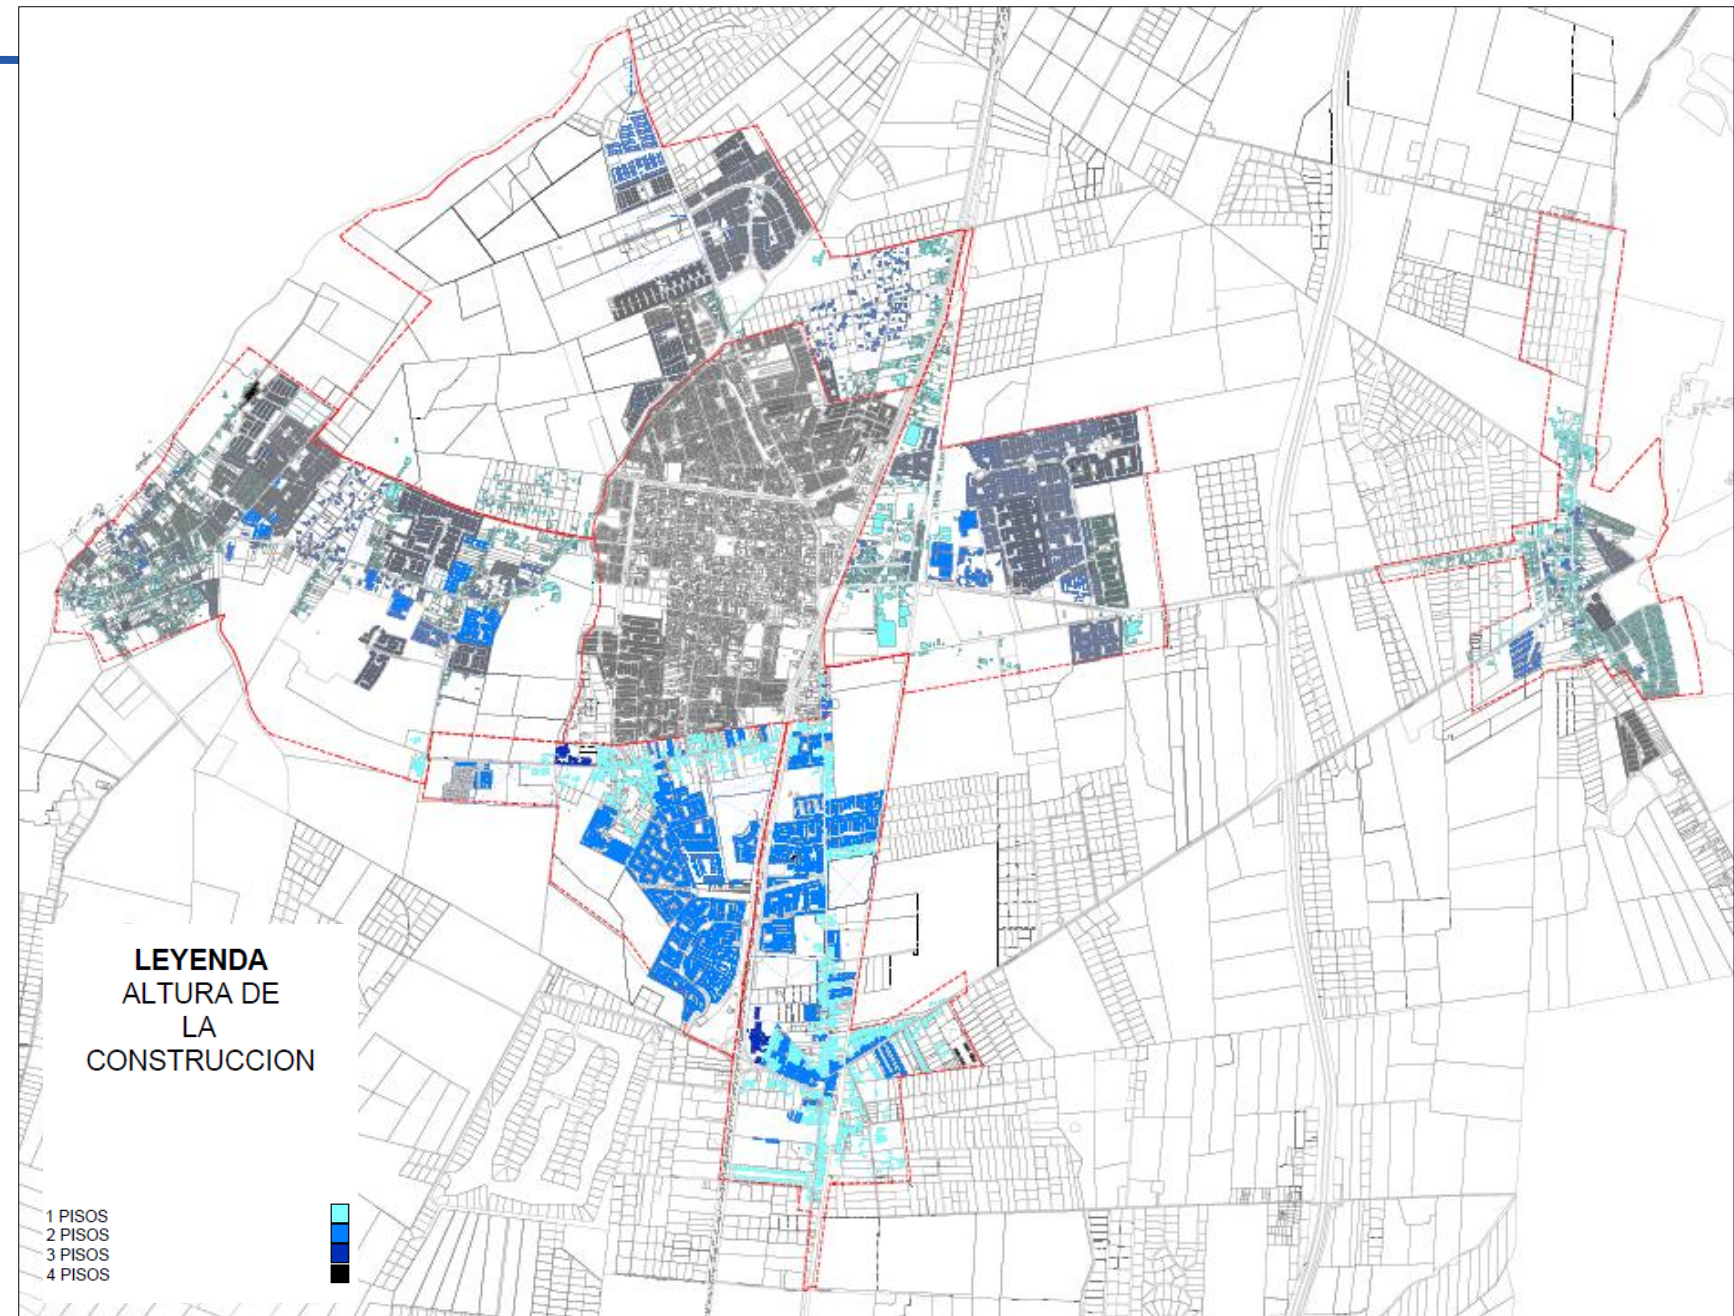 LEYENDA
ALTURA DE
LA
CONSTRUCCION
1 PISOS
2 PISOS
3 PISOS
4 PISOS